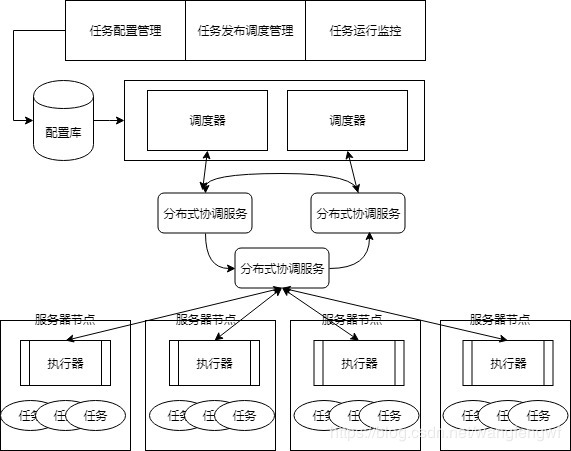 任务配置管理 任务发布调度管理 任务运行监控
配置库
调度器 调度器
分布式协调服务 分布式协调服务
分布式协调服务
服务器节点 服务器节点 服务器节点 服务器节点
执行器 执行器 执行器 执行器
任务 任务 任务 任务 任务 任务 任务 任务 任务 任务 任务 任务
https://blog.csdn.net/wangfengwf